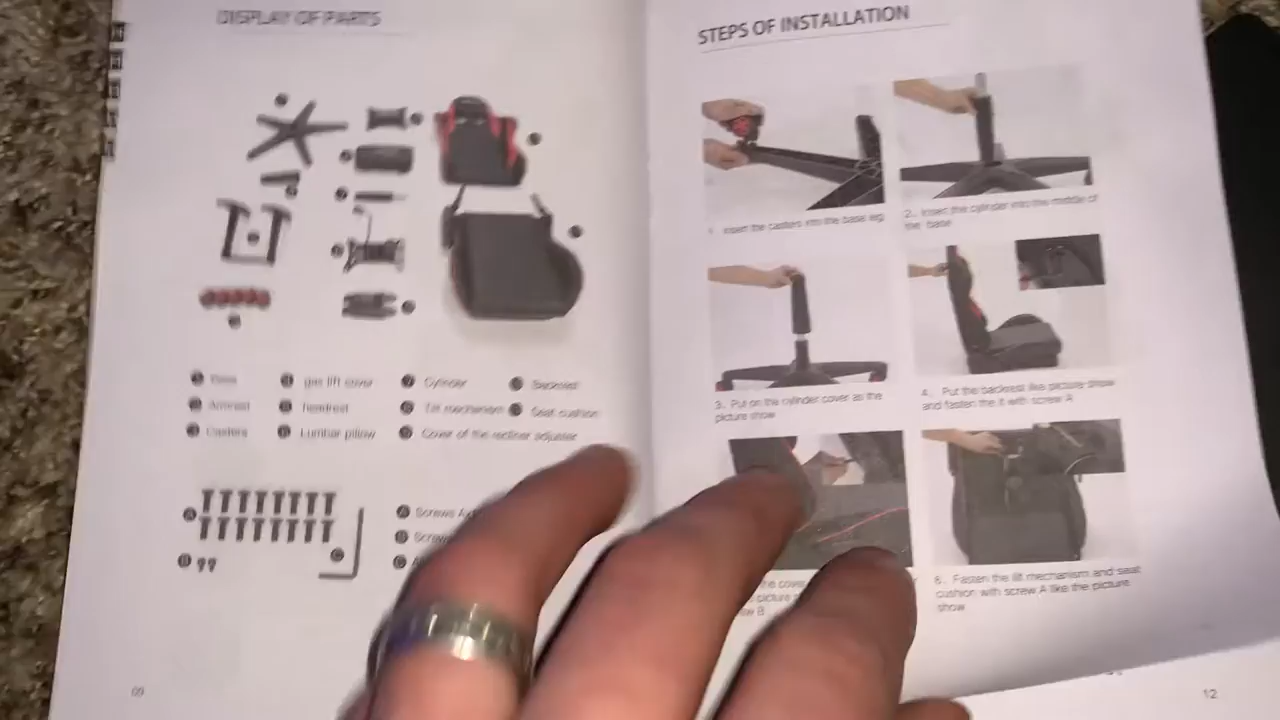 DISPLAY OF PARTS
Base
gas lift cover
Cylinder
Backrest
Armrest
headrest
Tilt mechanism
Seat cushion
Casters
Lumbar pillow
Cover of the recliner adjuster
A
Screws
B
C
09
STEPS OF INSTALLATION
1. Insert the casters into the base leg
2. Insert the cylinder into the middle of
the base
3. Put on the cylinder cover as the
picture show
4. Put the backrest like picture show
and fasten the it with screw A
the cover
picture
B
6. Fasten the tilt mechanism and seat
cushion with screw A like the picture
show
12